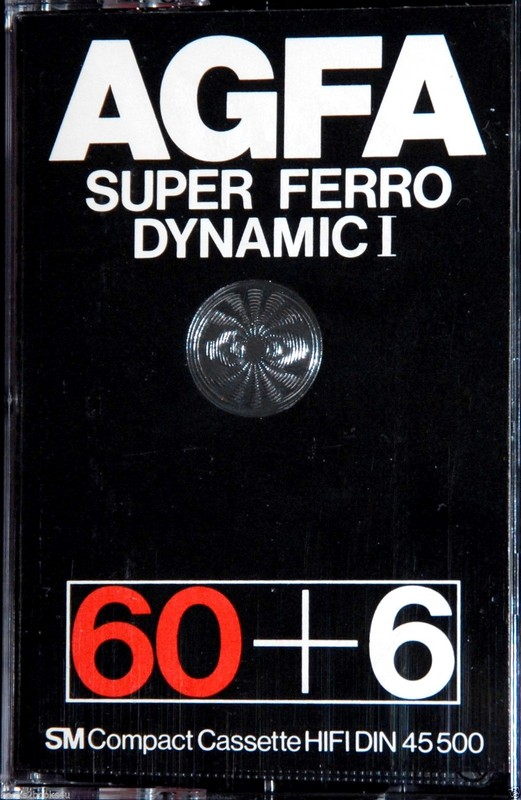 AGFA
SUPER FERRO
DYNAMIC I
60+6
SM Compact Cassette HIFI DIN 45 500